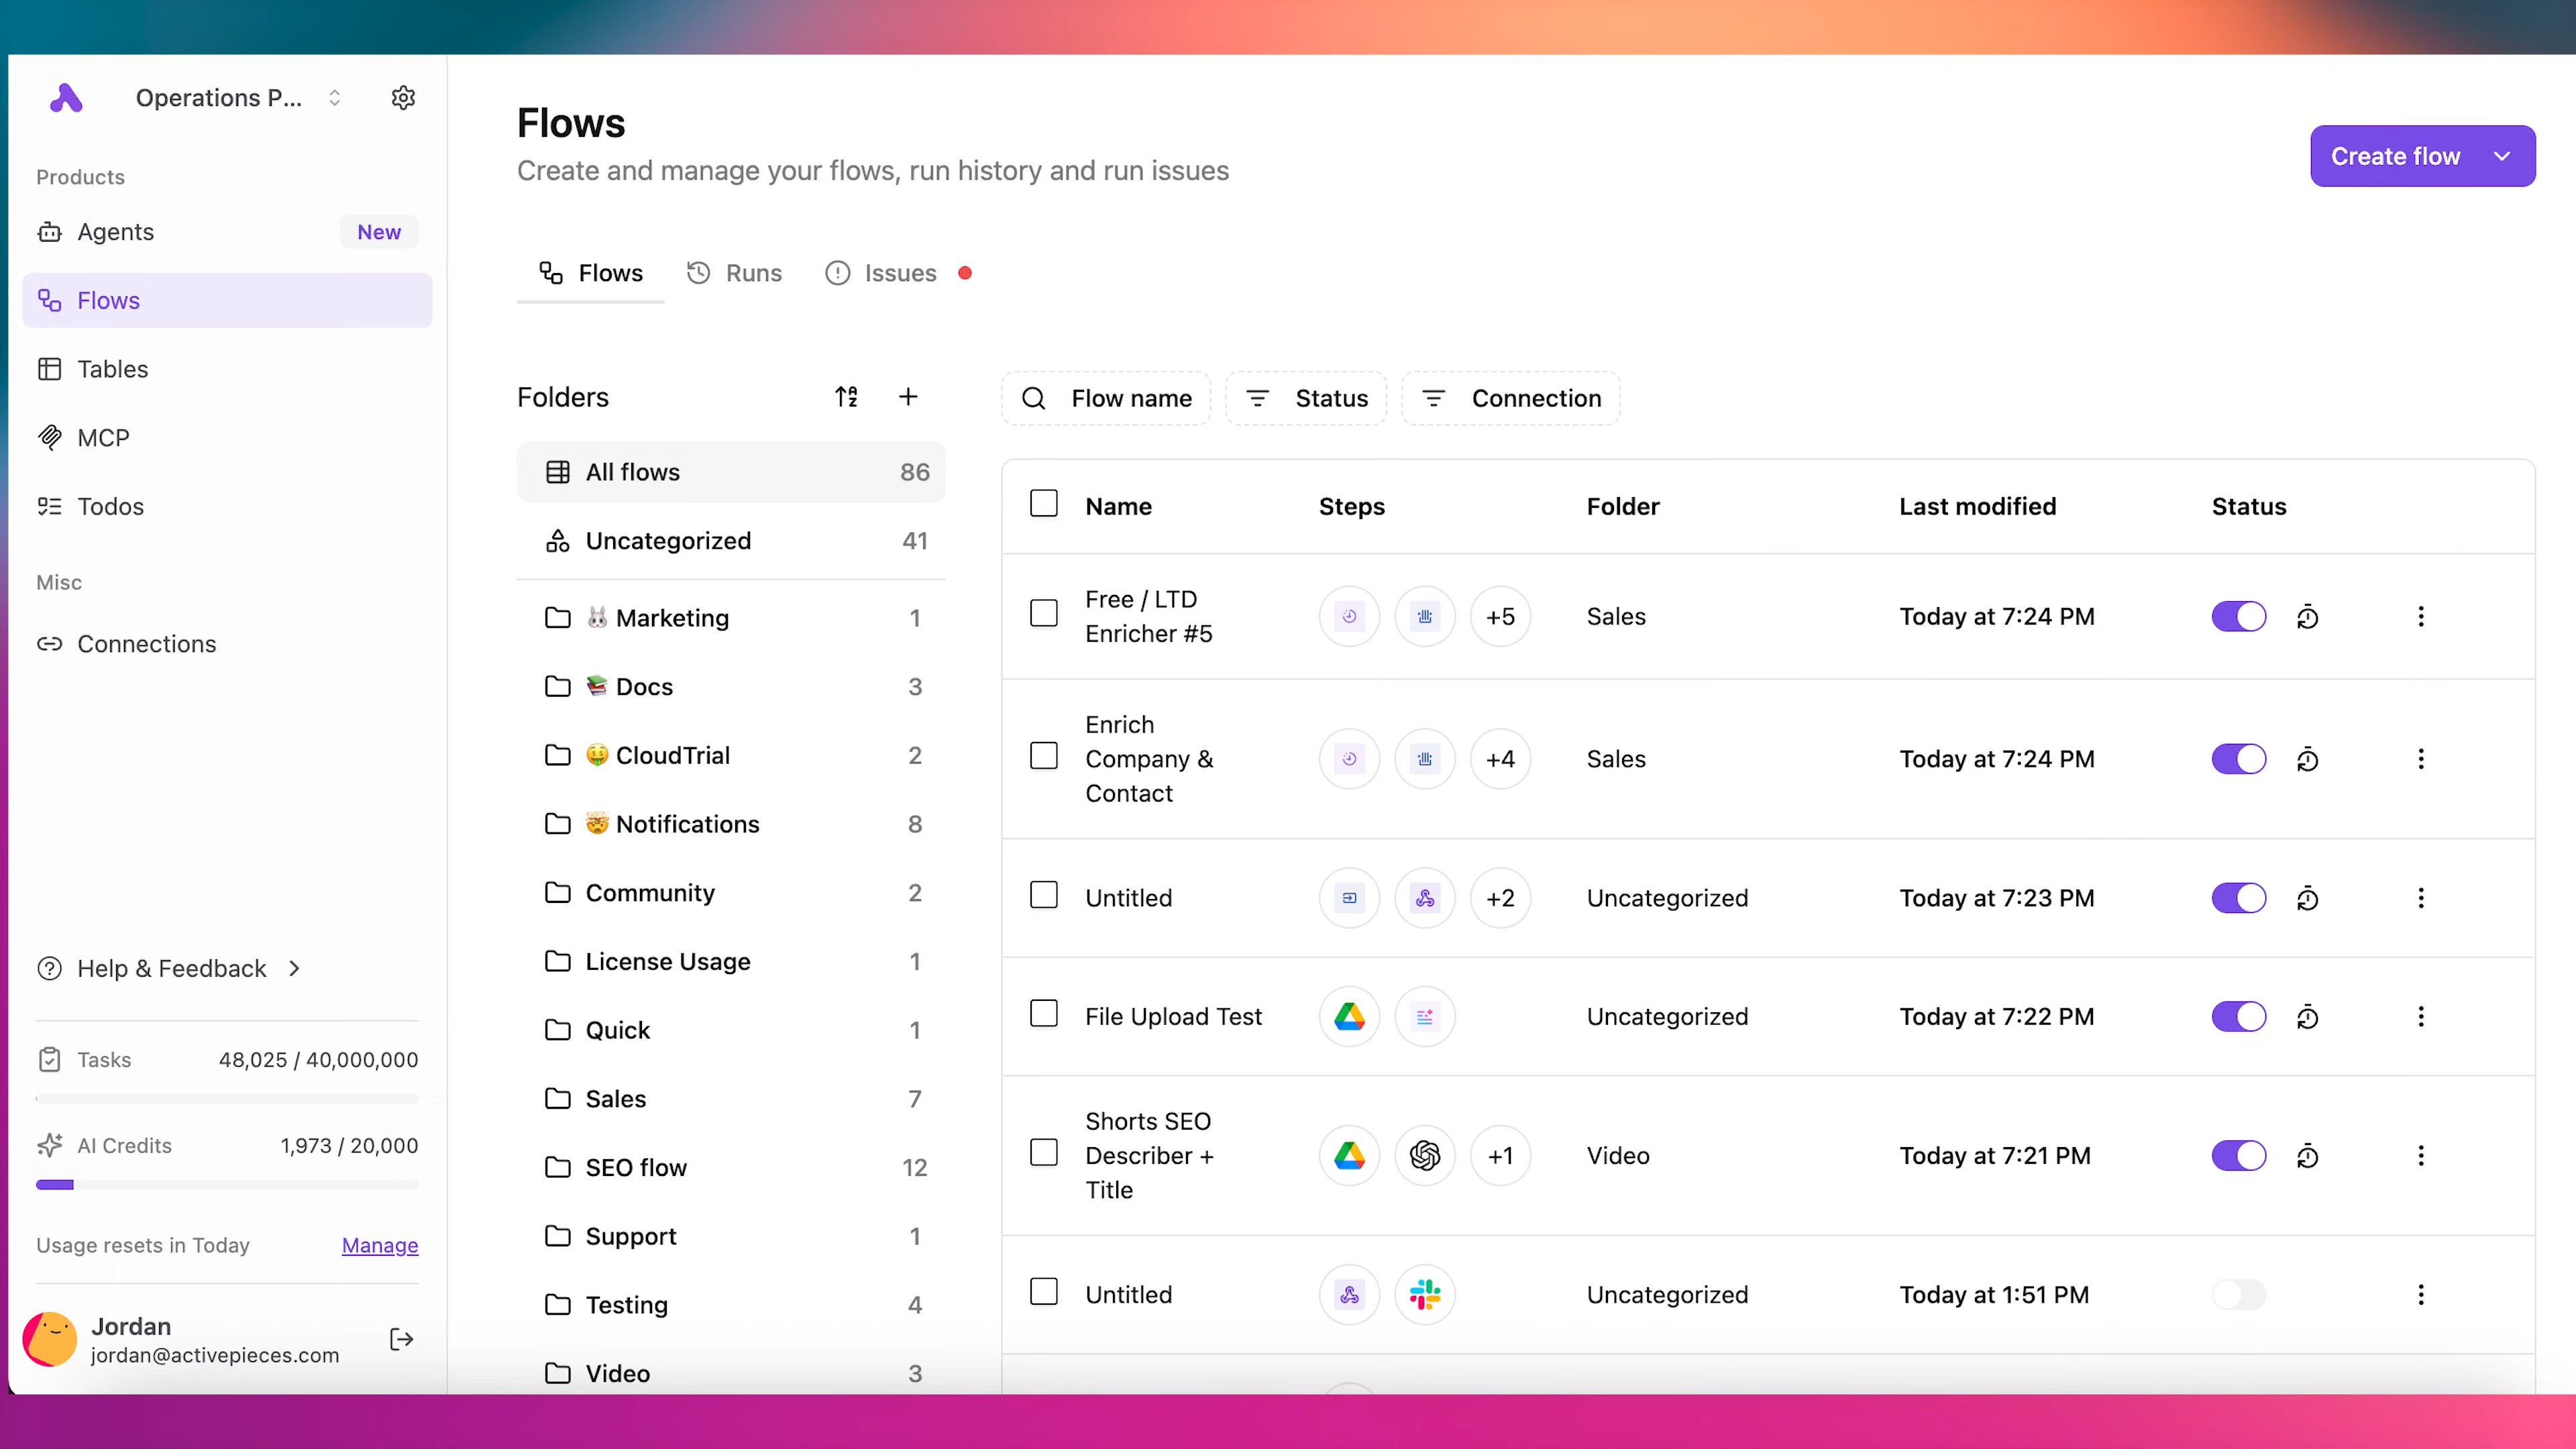 Operations P...
Products
Agents New
Flows
Tables
MCP
Todos
Misc
Connections
Help & Feedback
Tasks 48,025 / 40,000,000
AI Credits 1,973 / 20,000
Usage resets in Today Manage
Jordan
jordan@activepieces.com
Flows
Create and manage your flows, run history and run issues
Create flow
Flows Runs Issues
Folders
All flows 86
Uncategorized 41
Marketing 1
Docs 3
CloudTrial 2
Notifications 8
Community 2
License Usage 1
Quick 1
Sales 7
SEO flow 12
Support 1
Testing 4
Video 3
Flow name Status Connection
Name Steps Folder Last modified Status
Free / LTD
Enricher #5
+5 Sales Today at 7:24 PM
Enrich
Company &
Contact
+4 Sales Today at 7:24 PM
Untitled +2 Uncategorized Today at 7:23 PM
File Upload Test Uncategorized Today at 7:22 PM
Shorts SEO
Describer +
Title
+1 Video Today at 7:21 PM
Untitled Uncategorized Today at 1:51 PM